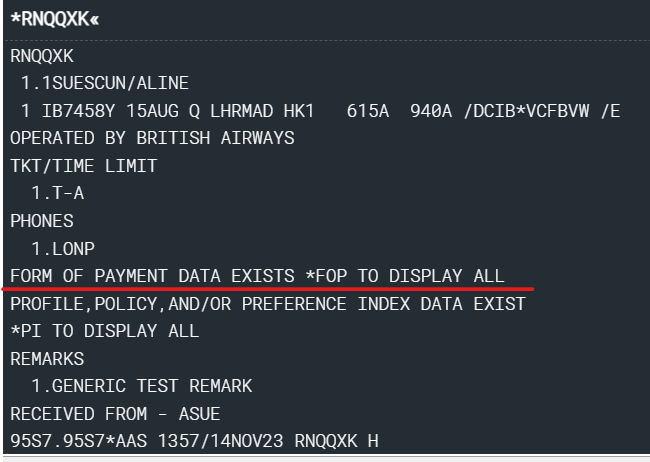 *RNQQXK«
RNQQXK
1.1SUESCUN/ALINE
1 IB7458Y 15AUG Q LHRMAD HK1 615A 940A /DCIB*VCFBVW /E
OPERATED BY BRITISH AIRWAYS
TKT/TIME LIMIT
1.T-A
PHONES
1.LONP
FORM OF PAYMENT DATA EXISTS *FOP TO DISPLAY ALL
PROFILE,POLICY,AND/OR PREFERENCE INDEX DATA EXIST
*PI TO DISPLAY ALL
REMARKS
1.GENERIC TEST REMARK
RECEIVED FROM - ASUE
95S7.95S7*AAS 1357/14NOV23 RNQQXK H